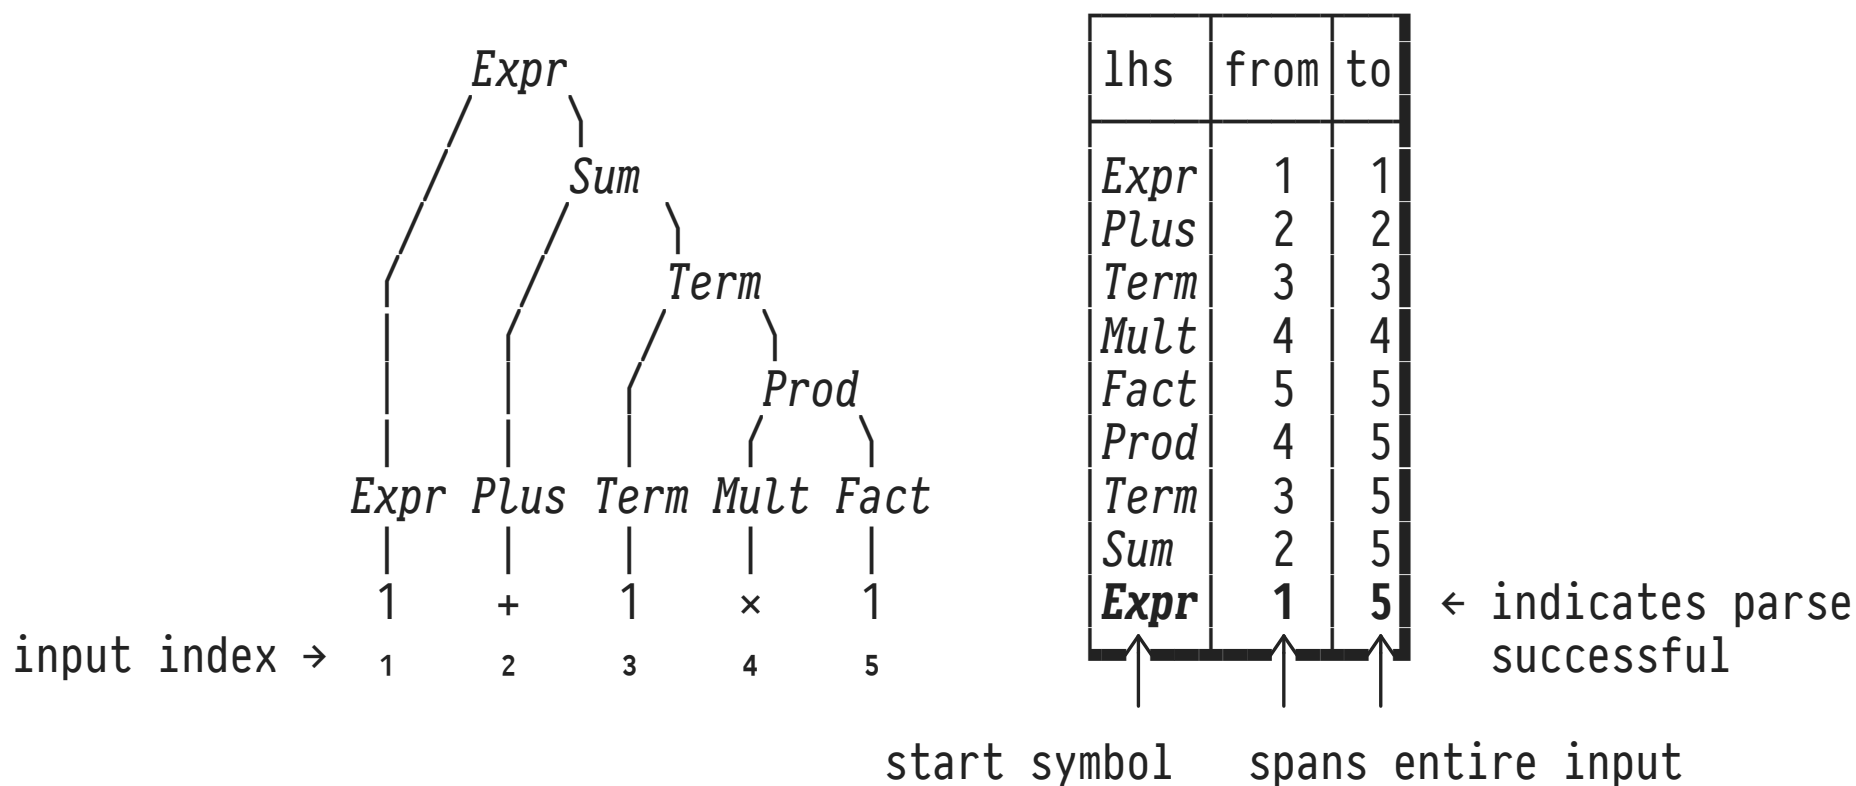 Expr
Sum
Term
Prod
Expr Plus Term Mult Fact
1 + 1 × 1
input index → 1 2 3 4 5
lhs from to
Expr 1 1
Plus 2 2
Term 3 3
Mult 4 4
Fact 5 5
Prod 4 5
Term 3 5
Sum 2 5
Expr 1 5
← indicates parse
successful
start symbol
spans entire input